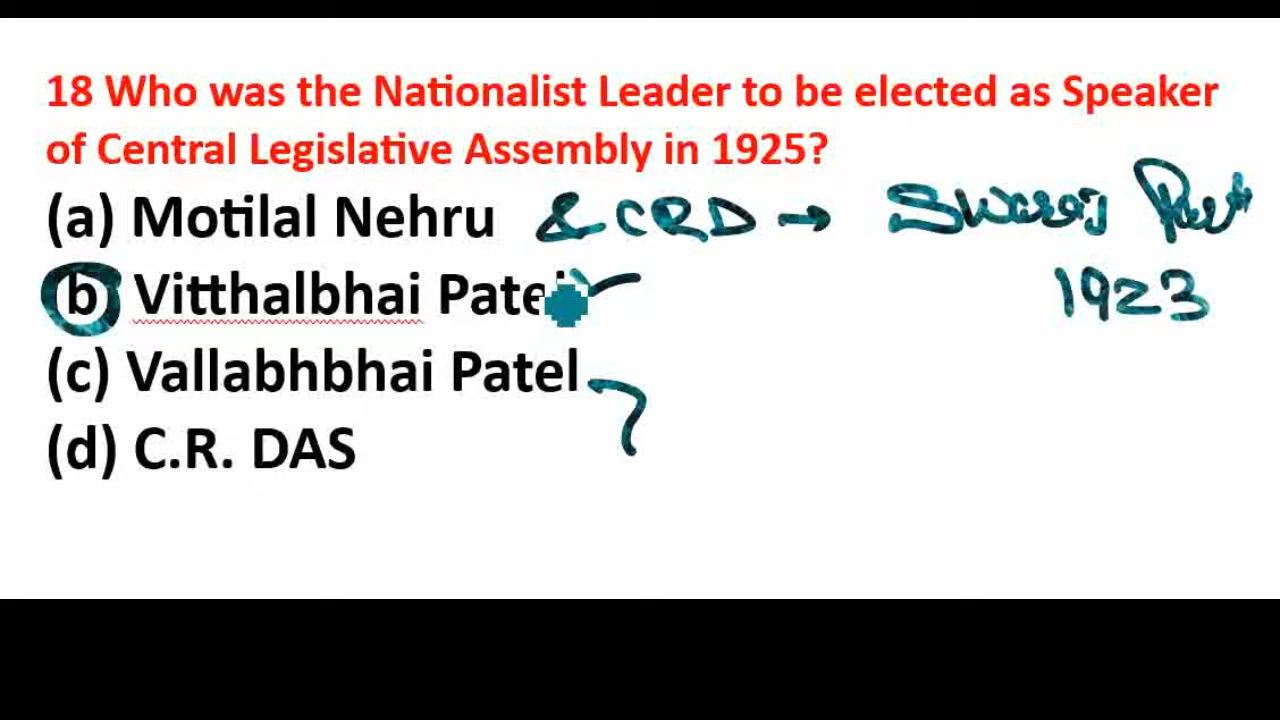 18 Who was the Nationalist Leader to be elected as Speaker
of Central Legislative Assembly in 1925?
(a) Motilal Nehru & CRD → Swaraj
(b) Vitthalbhai Patel 1923
(c) Vallabhbhai Patel
(d) C.R. DAS